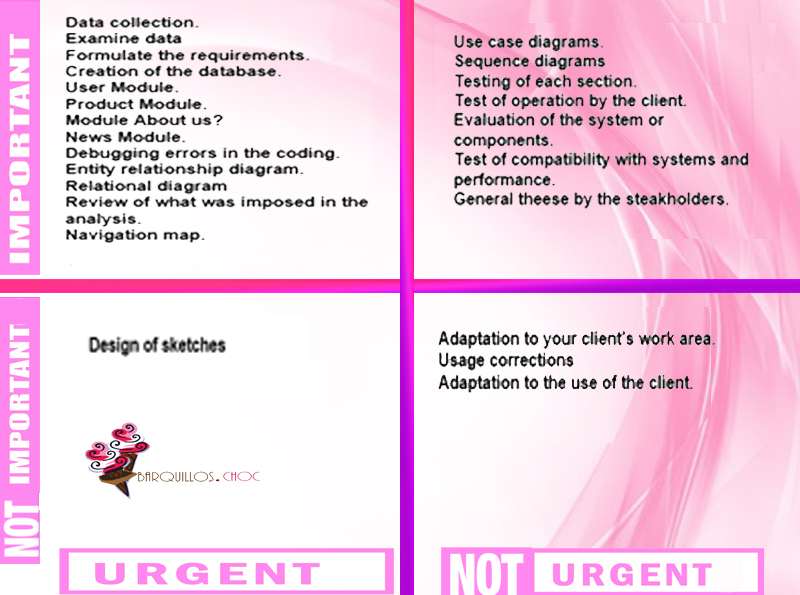 IMPORTANT
Data collection.
Examine data
Formulate the requirements.
Creation of the database.
User Module.
Product Module.
Module About us?
News Module.
Debugging errors in the coding.
Entity relationship diagram.
Relational diagram
Review of what was imposed in the
analysis.
Navigation map.
Use case diagrams.
Sequence diagrams
Testing of each section.
Test of operation by the client.
Evaluation of the system or
components.
Test of compatibility with systems and
performance.
General theese by the steakholders.
NOT IMPORTANT
Design of sketches
BARQUILLOS.CHOC
Adaptation to your client's work area.
Usage corrections
Adaptation to the use of the client.
URGENT
NOT URGENT